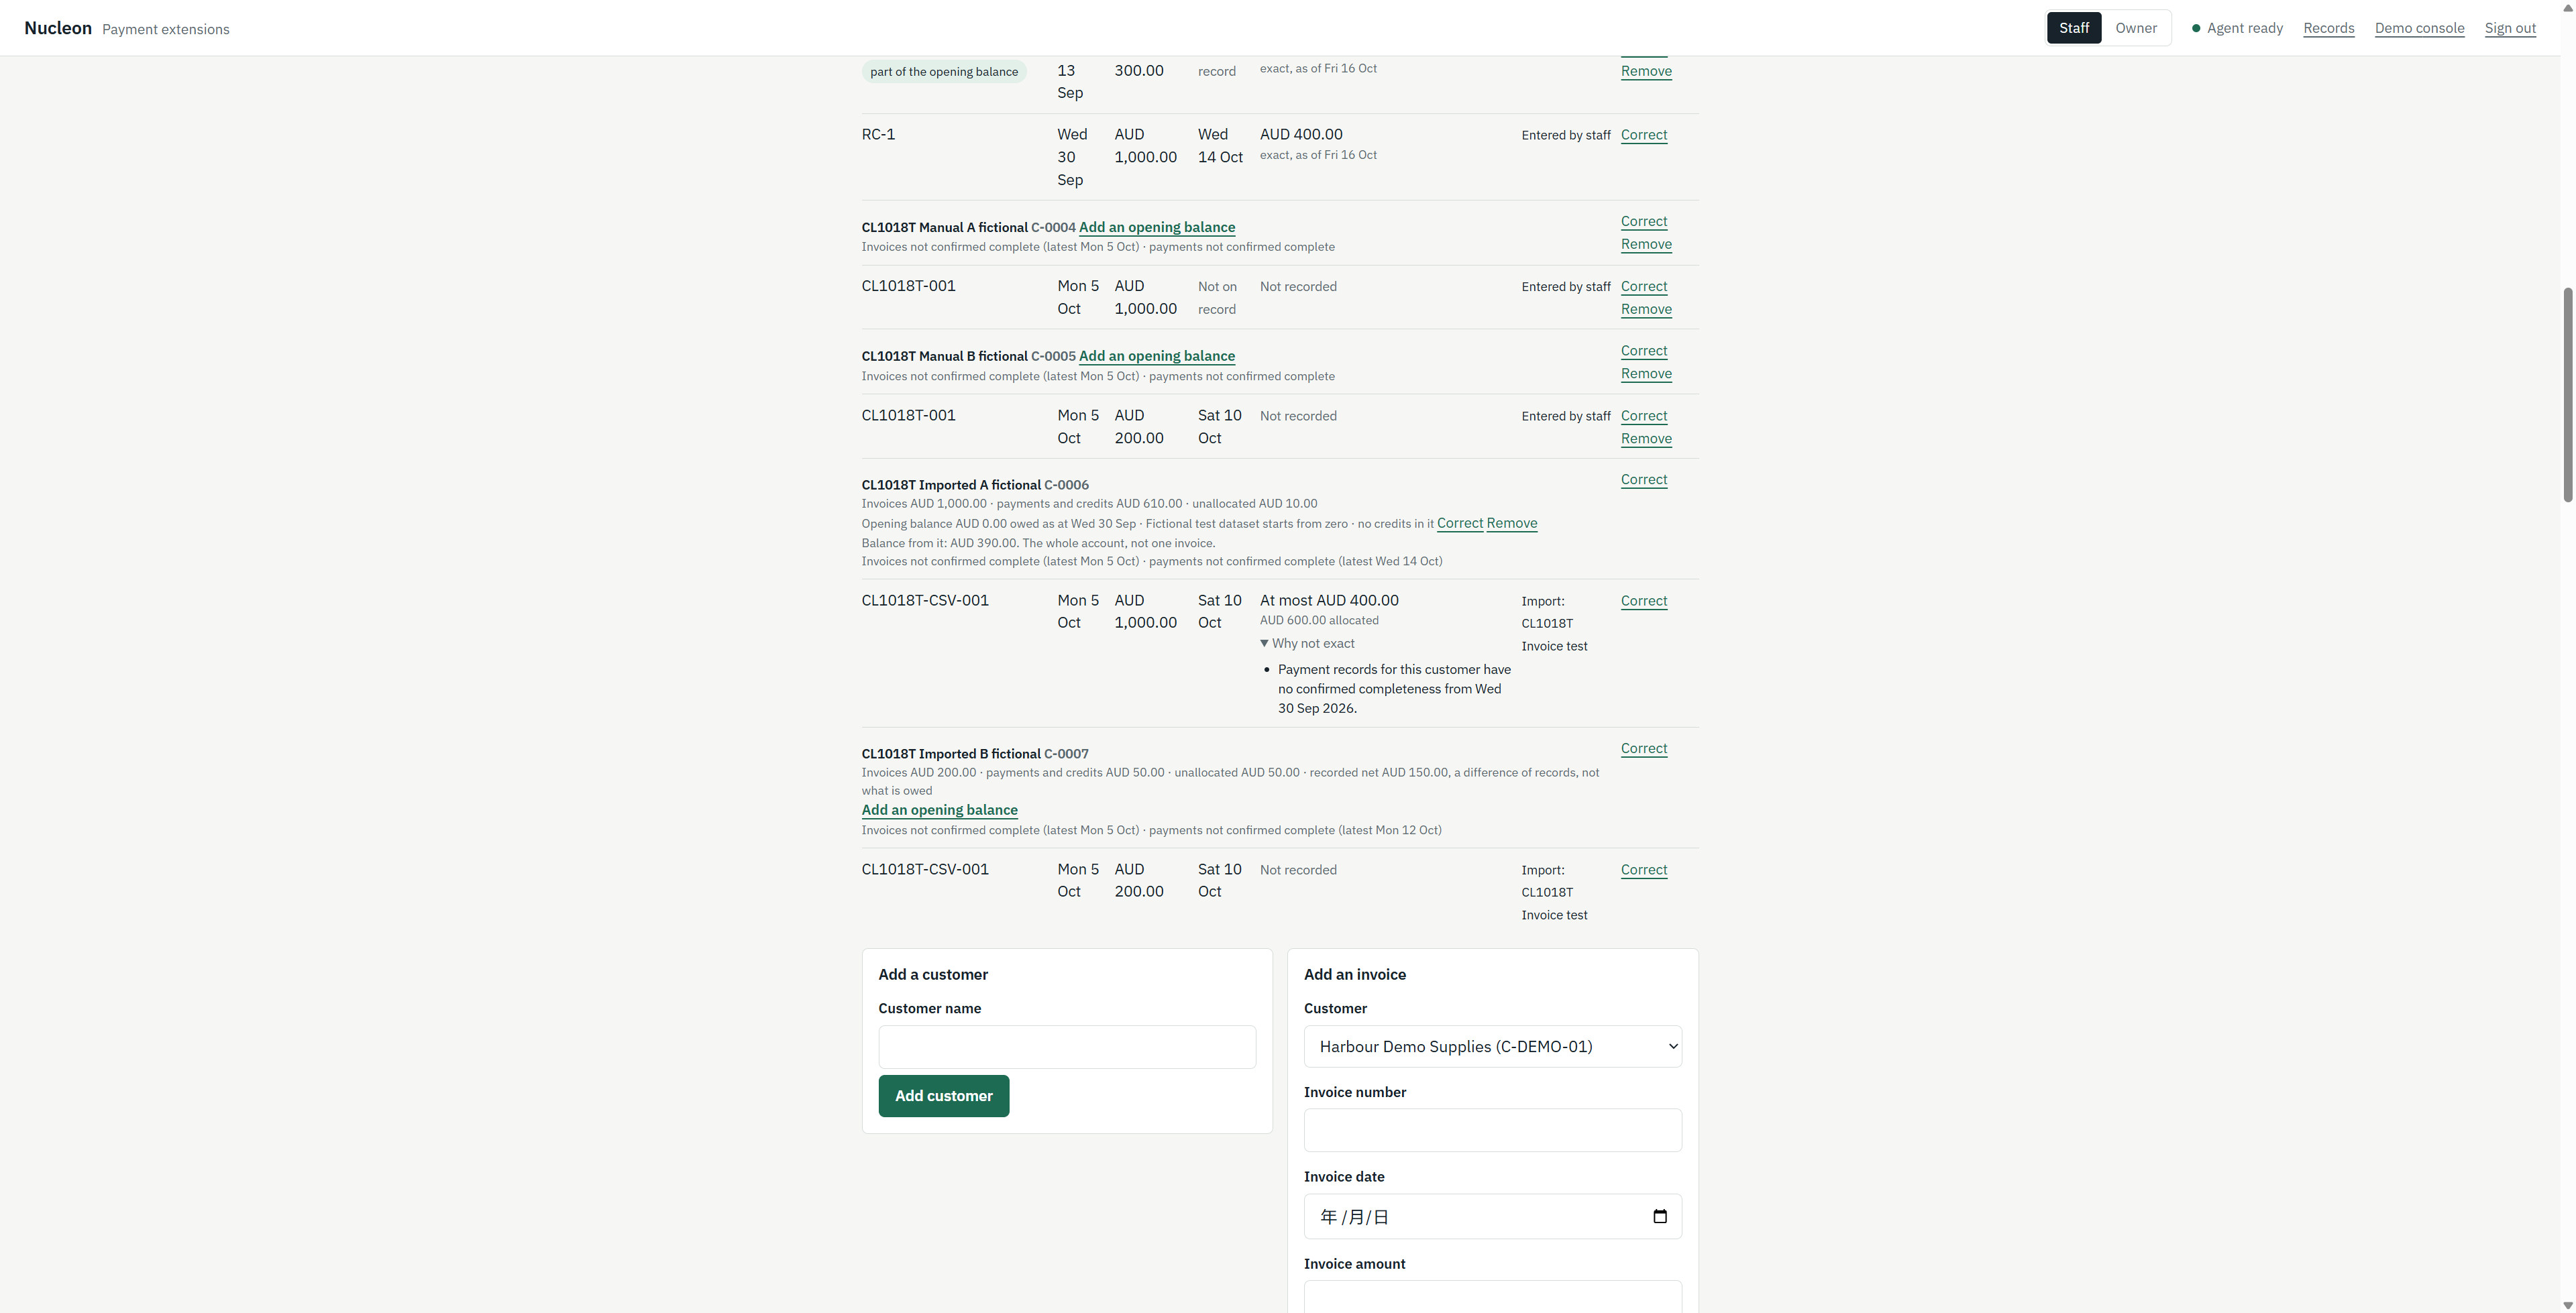 Nucleon Payment extensions Staff Owner Agent ready Records Demo console Sign out
part of the opening balance 13 Sep 300.00 record exact, as of Fri 16 Oct Remove
RC-1 Wed 30 Sep AUD 1,000.00 Wed 14 Oct AUD 400.00 Entered by staff Correct
exact, as of Fri 16 Oct
CL1018T Manual A fictional C-0004 Add an opening balance Correct
Invoices not confirmed complete (latest Mon 5 Oct) · payments not confirmed complete Remove
CL1018T-001 Mon 5 Oct AUD 1,000.00 Not on record Not recorded Entered by staff Correct
Remove
CL1018T Manual B fictional C-0005 Add an opening balance Correct
Invoices not confirmed complete (latest Mon 5 Oct) · payments not confirmed complete Remove
CL1018T-001 Mon 5 Oct AUD 200.00 Sat 10 Oct Not recorded Entered by staff Correct
Remove
CL1018T Imported A fictional C-0006 Correct
Invoices AUD 1,000.00 · payments and credits AUD 610.00 · unallocated AUD 10.00
Opening balance AUD 0.00 owed as at Wed 30 Sep · Fictional test dataset starts from zero · no credits in it Correct Remove
Balance from it: AUD 390.00. The whole account, not one invoice.
Invoices not confirmed complete (latest Mon 5 Oct) · payments not confirmed complete (latest Wed 14 Oct)
CL1018T-CSV-001 Mon 5 Oct AUD 1,000.00 Sat 10 Oct At most AUD 400.00 Import: CL1018T Invoice test Correct
AUD 600.00 allocated
▼ Why not exact
• Payment records for this customer have
no confirmed completeness from Wed
30 Sep 2026.
CL1018T Imported B fictional C-0007 Correct
Invoices AUD 200.00 · payments and credits AUD 50.00 · unallocated AUD 50.00 · recorded net AUD 150.00, a difference of records, not
what is owed
Add an opening balance
Invoices not confirmed complete (latest Mon 5 Oct) · payments not confirmed complete (latest Mon 12 Oct)
CL1018T-CSV-001 Mon 5 Oct AUD 200.00 Sat 10 Oct Not recorded Import: CL1018T Invoice test Correct
Add a customer
Customer name
Add customer
Add an invoice
Customer
Harbour Demo Supplies (C-DEMO-01)
Invoice number
Invoice date
年 /月/日
Invoice amount